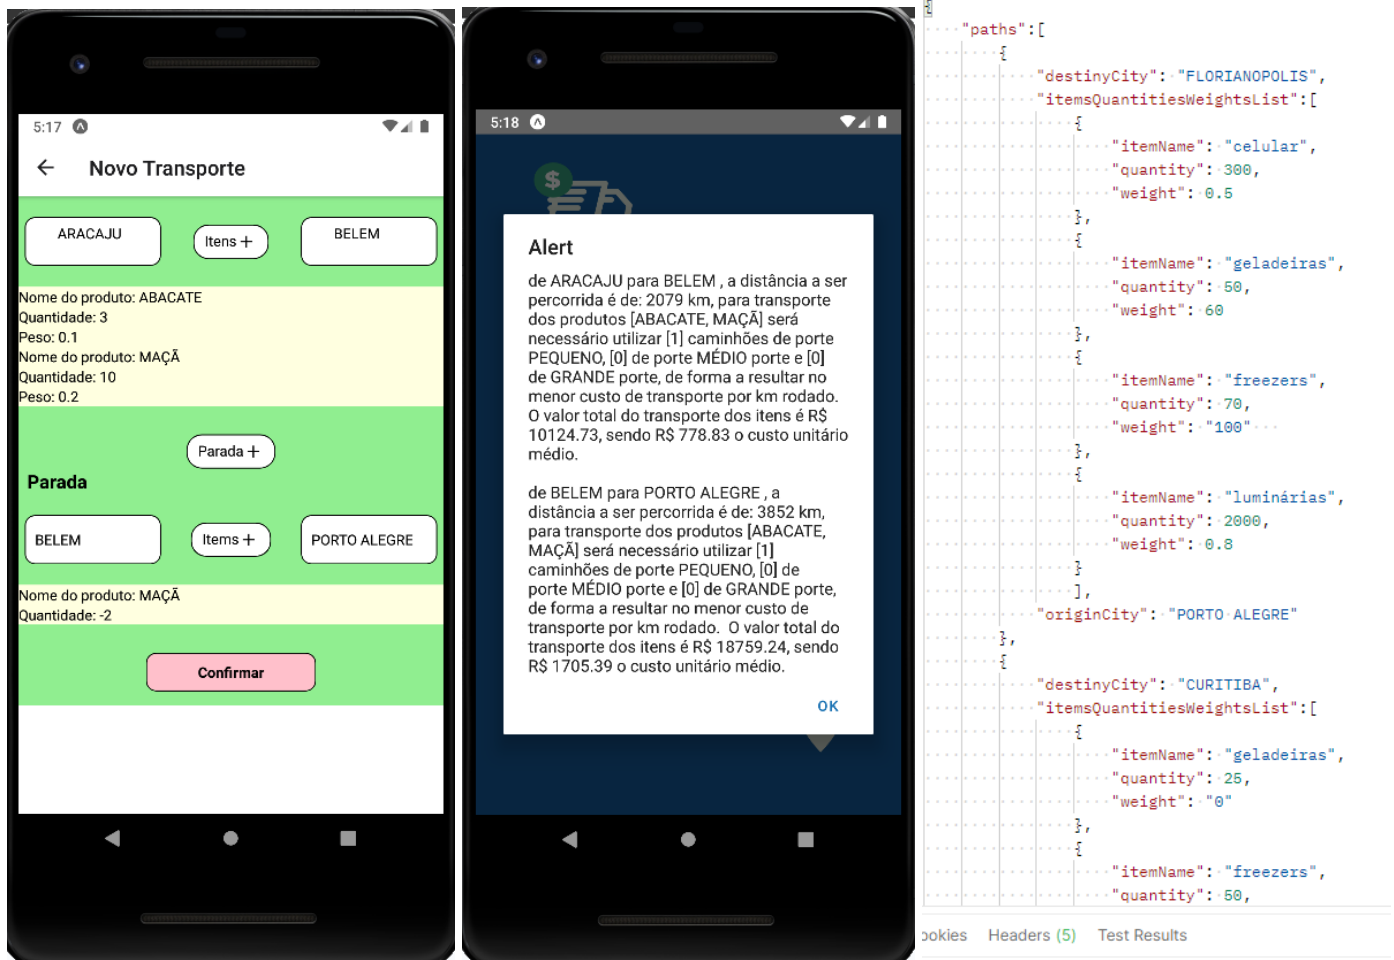 5:17
Novo Transporte
ARACAJU
Itens +
BELEM
Nome do produto: ABACATE
Quantidade: 3
Peso: 0.1
Nome do produto: MAÇÃ
Quantidade: 10
Peso: 0.2
Parada +
Parada
BELEM
Items +
PORTO ALEGRE
Nome do produto: MAÇÃ
Quantidade: -2
Confirmar
5:18
$
Alert
de ARACAJU para BELEM , a distância a ser
percorrida é de: 2079 km, para transporte
dos produtos [ABACATE, MAÇÃ] será
necessário utilizar [1] caminhões de porte
PEQUENO, [0] de porte MÉDIO porte e [0]
de GRANDE porte, de forma a resultar no
menor custo de transporte por km rodado.
O valor total do transporte dos itens é R$
10124.73, sendo R$ 778.83 o custo unitário
médio.
de BELEM para PORTO ALEGRE , a
distância a ser percorrida é de: 3852 km,
para transporte dos produtos [ABACATE,
MAÇÃ] será necessário utilizar [1]
caminhões de porte PEQUENO, [0] de
porte MÉDIO porte e [0] de GRANDE porte,
de forma a resultar no menor custo de
transporte por km rodado. O valor total do
transporte dos itens é R$ 18759.24, sendo
R$ 1705.39 o custo unitário médio.
OK
{
"paths":[
{
"destinyCity": "FLORIANOPOLIS",
"itemsQuantitiesWeightsList":[
{
"itemName": "celular",
"quantity": 300,
"weight": 0.5
},
{
"itemName": "geladeiras",
"quantity": 50,
"weight": 60
},
{
"itemName": "freezers",
"quantity": 70,
"weight": "100"
},
{
"itemName": "luminárias",
"quantity": 2000,
"weight": 0.8
}
],
"originCity": "PORTO ALEGRE"
},
{
"destinyCity": "CURITIBA",
"itemsQuantitiesWeightsList":[
{
"itemName": "geladeiras",
"quantity": 25,
"weight": "0"
},
{
"itemName": "freezers",
"quantity": 50,
ookies Headers (5) Test Results